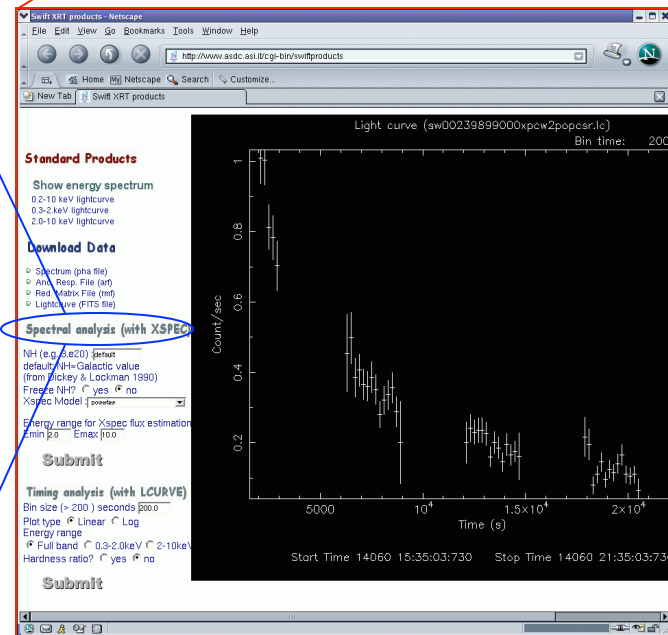 Swift XRT products - Netscape
File Edit View Go Bookmarks Tools Window Help
http://www.asdc.asi.it/cgi-bin/swiftproducts
Home My Netscape Search Customize...
New Tab Swift XRT products
Standard Products
Show energy spectrum
0.2-10 keV lightcurve
0.3-2.keV lightcurve
2.0-10 keV lightcurve
Download Data
Spectrum (pha file)
Anc. Resp. File (arf)
Red. Matrix File (rmf)
Lightcruve (FITS file)
Spectral analysis (with XSPEC)
NH (e.g. 3.e20) :default
default NH=Galactic value
(from Dickey & Lockman 1990)
Freeze NH? yes no
Xspec Model : powerlaw
Energy range for Xspec flux estimation
Emin 2.0 Emax 10.0
Submit
Timing analysis (with LCURVE)
Bin size (> 200 ) seconds 200.0
Plot type Linear Log
Energy range
Full band 0.3-2.0keV 2-10keV
Hardness ratio? yes no
Submit
Light curve (sw00239899000xpcw2popcsr.lc)
Bin time: 200
Count/sec
1
0.8
0.6
0.4
0.2
5000 10⁴ 1.5×10⁴ 2×10⁴
Time (s)
Start Time 14060 15:35:03:730 Stop Time 14060 21:35:03:73